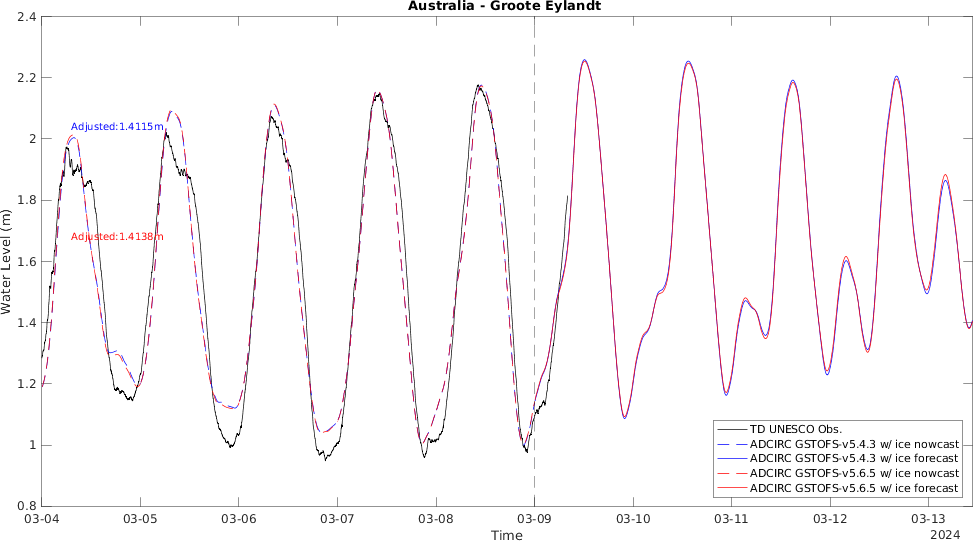 Australia - Groote Eylandt
2.4
2.2
2
1.8
1.6
1.4
1.2
1
0.8
Water Level (m)
Adjusted:1.4115m
Adjusted:1.4138m
TD UNESCO Obs.
ADCIRC GSTOFS-v5.4.3 w/ ice nowcast
ADCIRC GSTOFS-v5.4.3 w/ ice forecast
ADCIRC GSTOFS-v5.6.5 w/ ice nowcast
ADCIRC GSTOFS-v5.6.5 w/ ice forecast
03-04 03-05 03-06 03-07 03-08 03-09 03-10 03-11 03-12 03-13
Time
2024